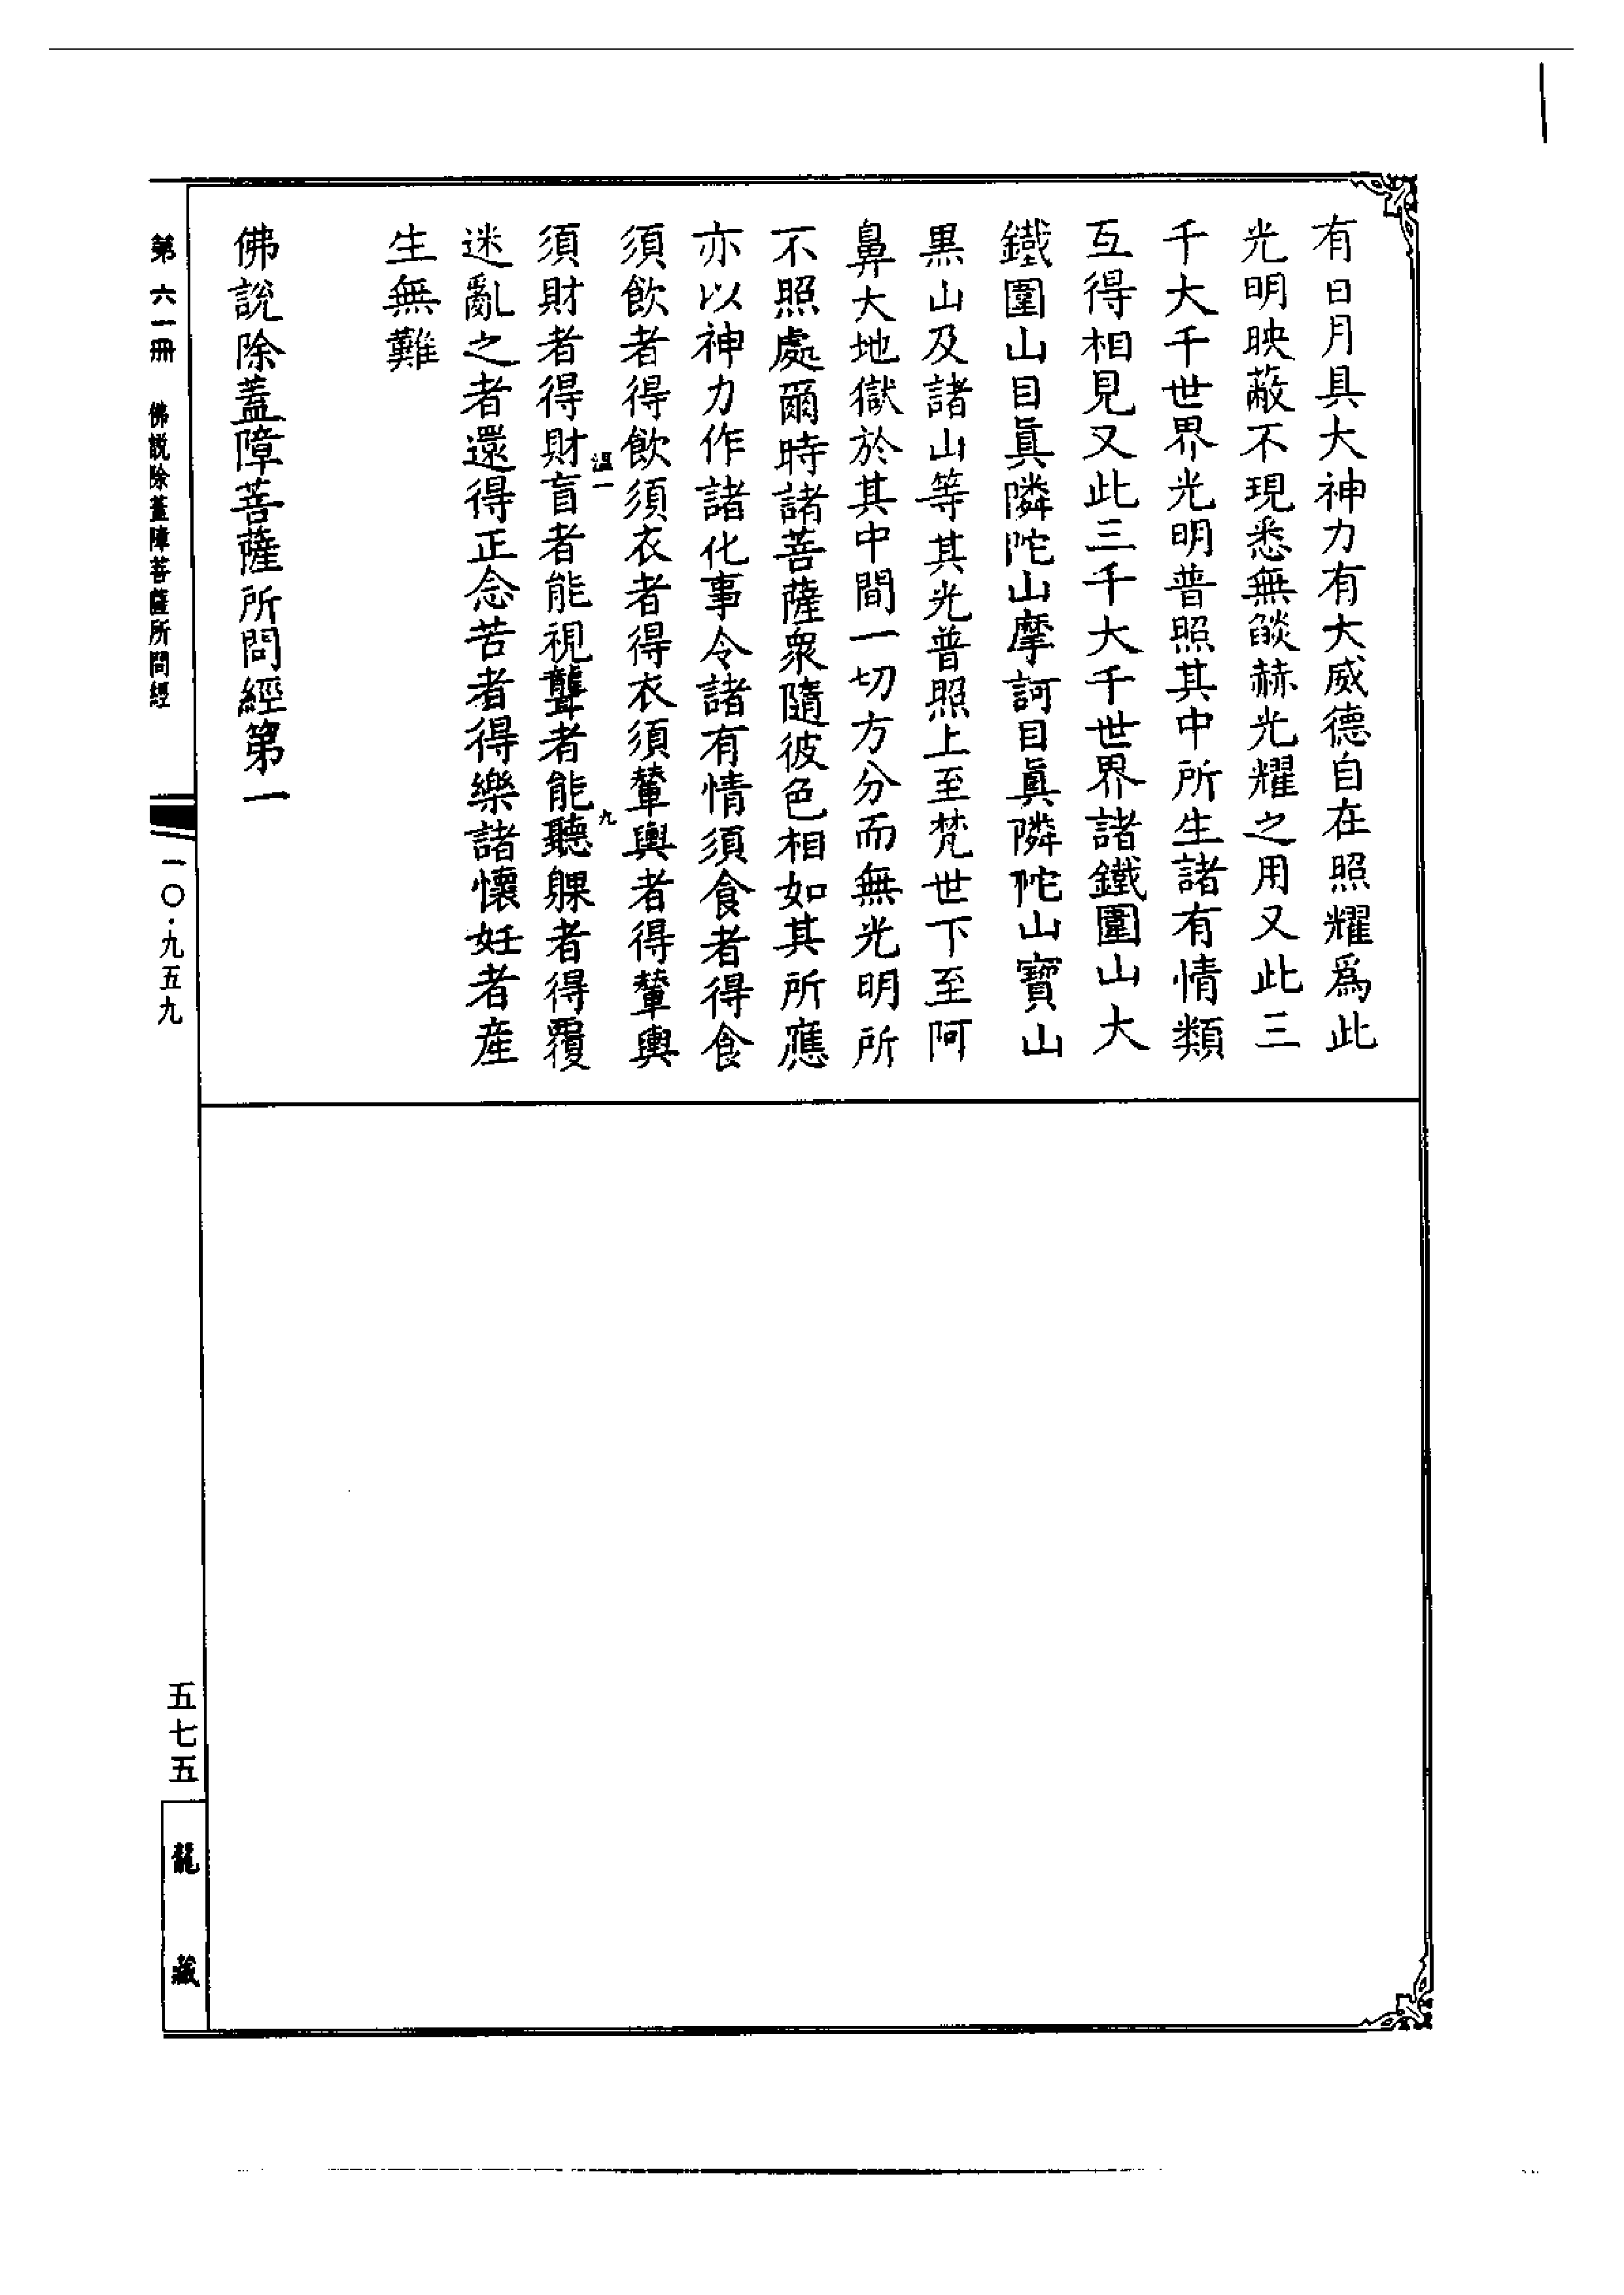 有日月具大神力有大威德自在照耀爲此
光明映蔽不現悉無燄赫光耀之用又此三
千大千世界光明普照其中所生諸有情類
互得相見又此三千大千世界諸鐵圍山大
鐵圍山目眞隣陀山摩訶目眞隣陀山寶山
黑山及諸山等其光普照上至梵世下至阿
鼻大地獄於其中間一切方分而無光明所
不照處爾時諸菩薩衆隨彼色相如其所應
亦以神力作諸化事令諸有情須食者得食
須飲者得飲須衣者得衣須輦輿者得輦輿
溫一
九
須財者得財盲者能視聾者能聽躶者得覆
迷亂之者還得正念苦者得樂諸懷妊者産
生無難
佛說除蓋障菩薩所問經第一
第六一冊 佛説除蓋障菩薩所問經
一〇·九五九
五七五
龍藏